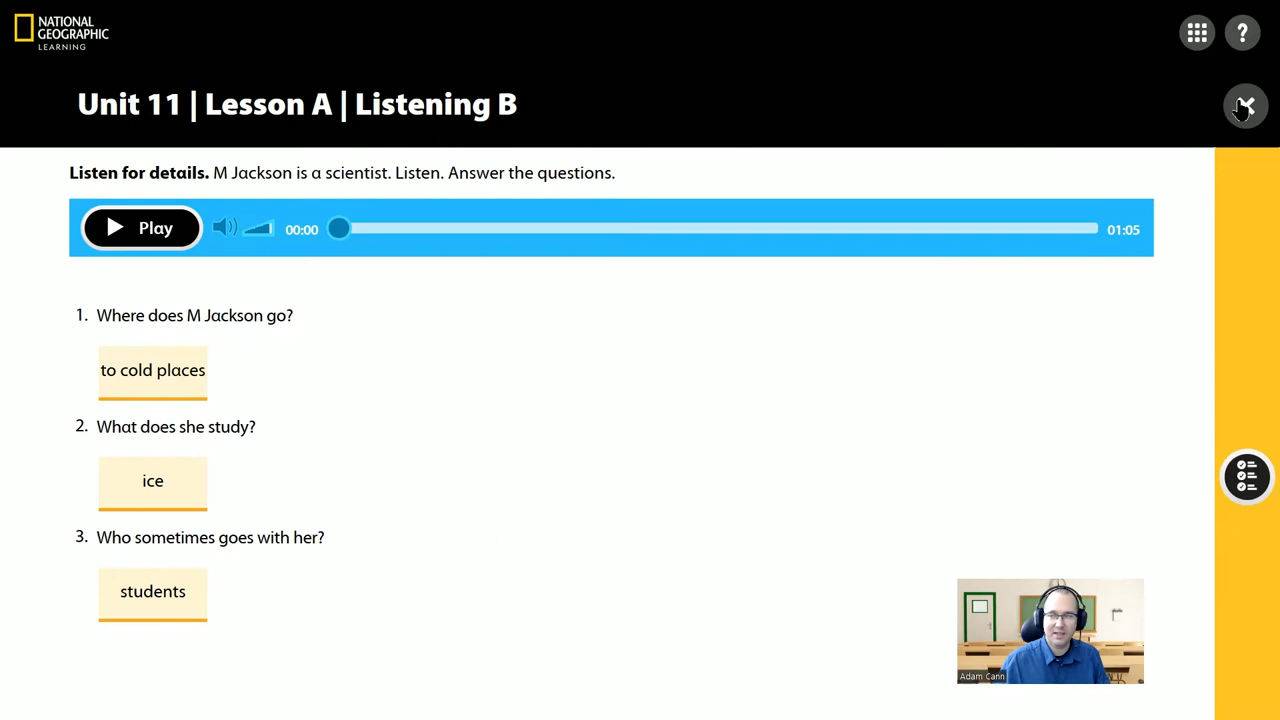 NATIONAL
GEOGRAPHIC
LEARNING
?
Unit 11 | Lesson A | Listening B
Listen for details. M Jackson is a scientist. Listen. Answer the questions.
Play
00:00
01:05
1. Where does M Jackson go?
to cold places
2. What does she study?
ice
3. Who sometimes goes with her?
students
Adam Cann